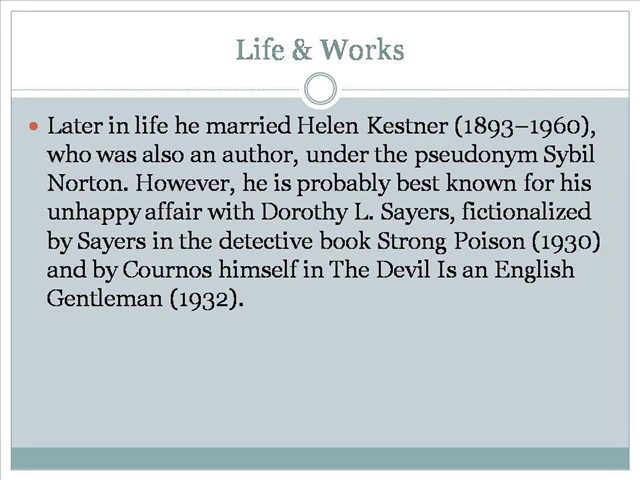 Life & Works
• Later in life he married Helen Kestner (1893–1960),
who was also an author, under the pseudonym Sybil
Norton. However, he is probably best known for his
unhappy affair with Dorothy L. Sayers, fictionalized
by Sayers in the detective book Strong Poison (1930)
and by Cournos himself in The Devil Is an English
Gentleman (1932).